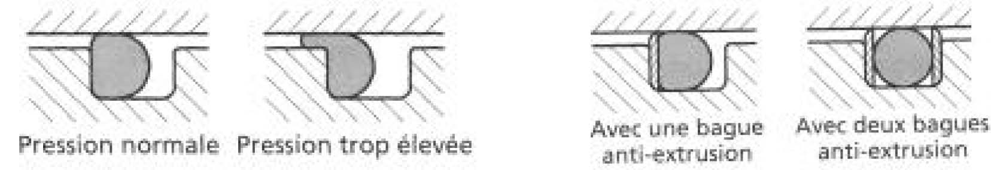 Pression normale
Pression trop élevée
Avec une bague
anti-extrusion
Avec deux bagues
anti-extrusion